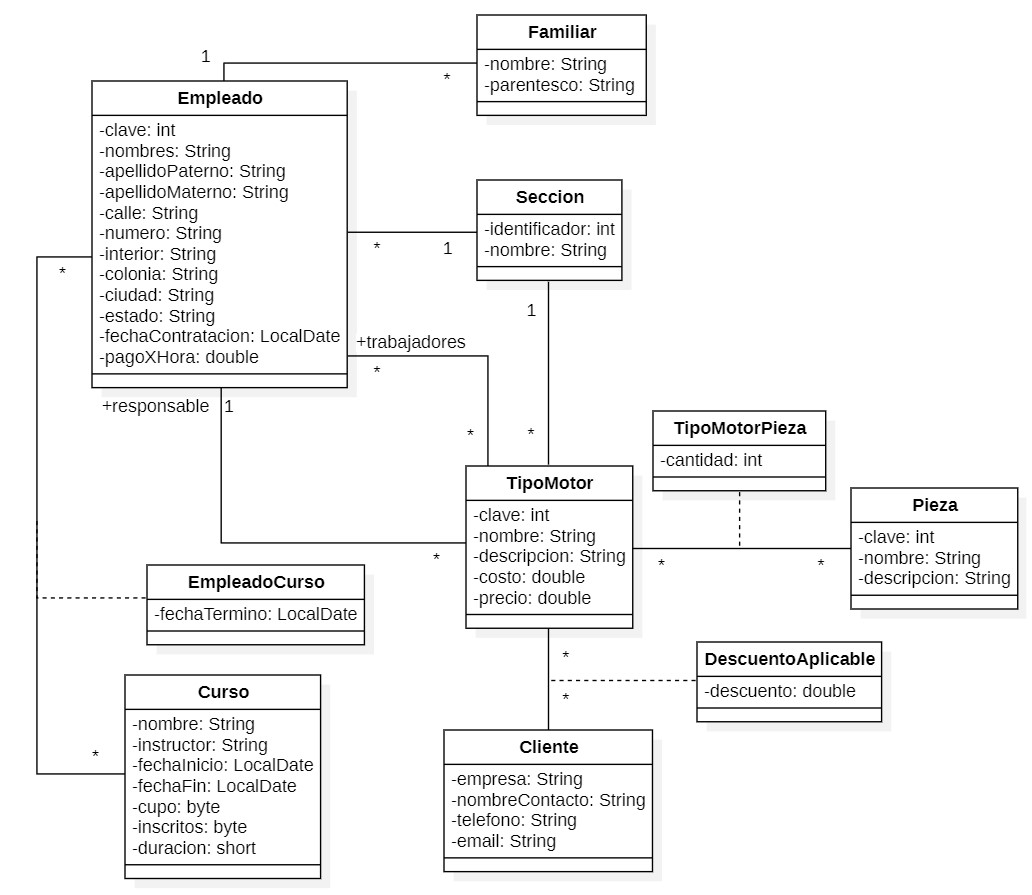 Familiar
-nombre: String
-parentesco: String
1
*
Empleado
-clave: int
-nombres: String
-apellidoPaterno: String
-apellidoMaterno: String
-calle: String
-numero: String
-interior: String
-colonia: String
-ciudad: String
-estado: String
-fechaContratacion: LocalDate
-pagoXHora: double
Seccion
-identificador: int
-nombre: String
*
1
*
1
+trabajadores
*
+responsable
1
*
*
TipoMotorPieza
-cantidad: int
TipoMotor
-clave: int
-nombre: String
-descripcion: String
-costo: double
-precio: double
Pieza
-clave: int
-nombre: String
-descripcion: String
*
*
*
EmpleadoCurso
-fechaTermino: LocalDate
*
*
DescuentoAplicable
-descuento: double
Curso
-nombre: String
-instructor: String
-fechaInicio: LocalDate
-fechaFin: LocalDate
-cupo: byte
-inscritos: byte
-duracion: short
*
Cliente
-empresa: String
-nombreContacto: String
-telefono: String
-email: String